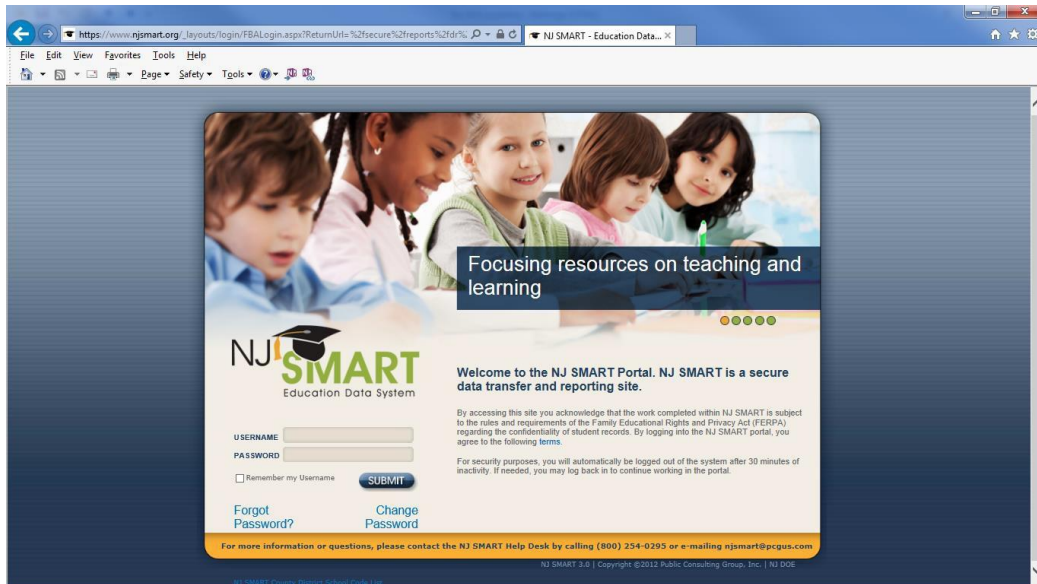 https://www.njsmart.org/_layouts/login/FBALogin.aspx?ReturnUrl=%2fsecure%2freports%2fdr%
NJ SMART - Education Data...
File Edit View Favorites Tools Help
Page Safety Tools
Focusing resources on teaching and
learning
NJ SMART
Education Data System
USERNAME
PASSWORD
Remember my Username
SUBMIT
Forgot
Password?
Change
Password
Welcome to the NJ SMART Portal. NJ SMART is a secure
data transfer and reporting site.
By accessing this site you acknowledge that the work completed within NJ SMART is subject
to the rules and requirements of the Family Educational Rights and Privacy Act (FERPA)
regarding the confidentiality of student records. By logging into the NJ SMART portal, you
agree to the following terms.
For security purposes, you will automatically be logged out of the system after 30 minutes of
inactivity. If needed, you may log back in to continue working in the portal.
For more information or questions, please contact the NJ SMART Help Desk by calling (800) 254-0295 or e-mailing njsmart@pcgus.com
NJ SMART 3.0 | Copyright ©2012 Public Consulting Group, Inc. | NJ DOE
NJ SMART County District School Code List